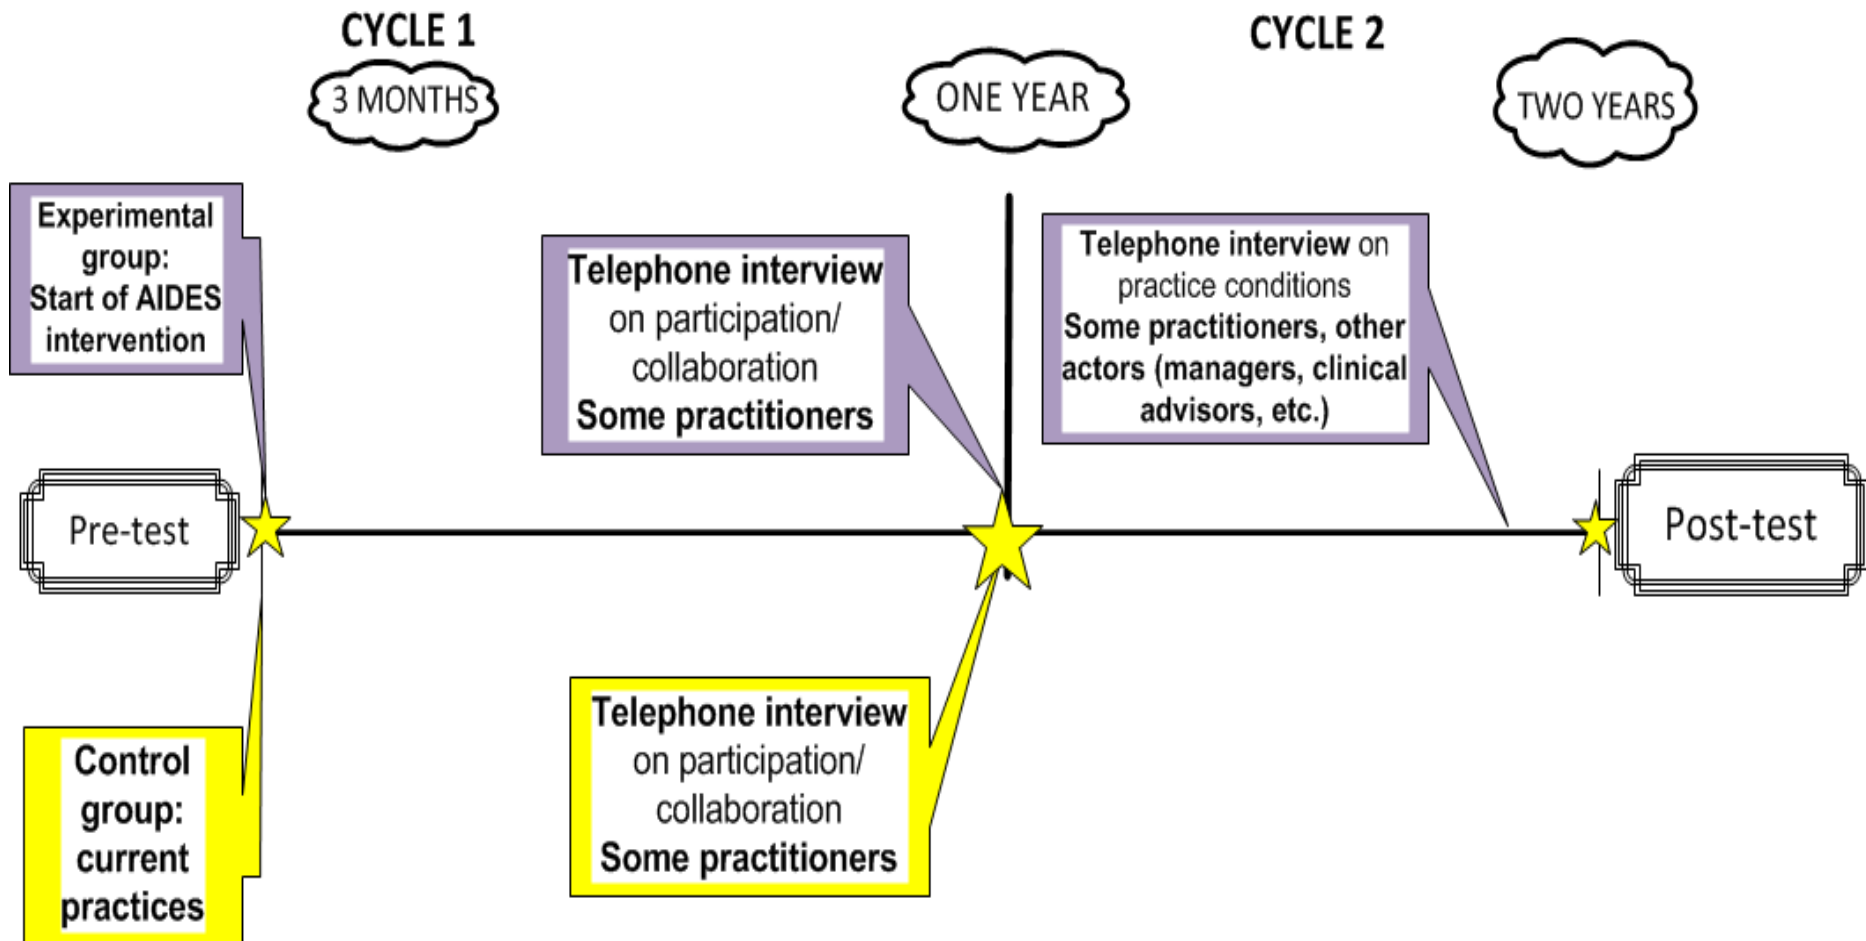 CYCLE 1
CYCLE 2
3 MONTHS
ONE YEAR
TWO YEARS
Experimental
group:
Start of AIDES
intervention
Telephone interview
on participation/
collaboration
Some practitioners
Telephone interview on
practice conditions
Some practitioners, other
actors (managers, clinical
advisors, etc.)
Pre-test
Post-test
Control
group:
current
practices
Telephone interview
on participation/
collaboration
Some practitioners